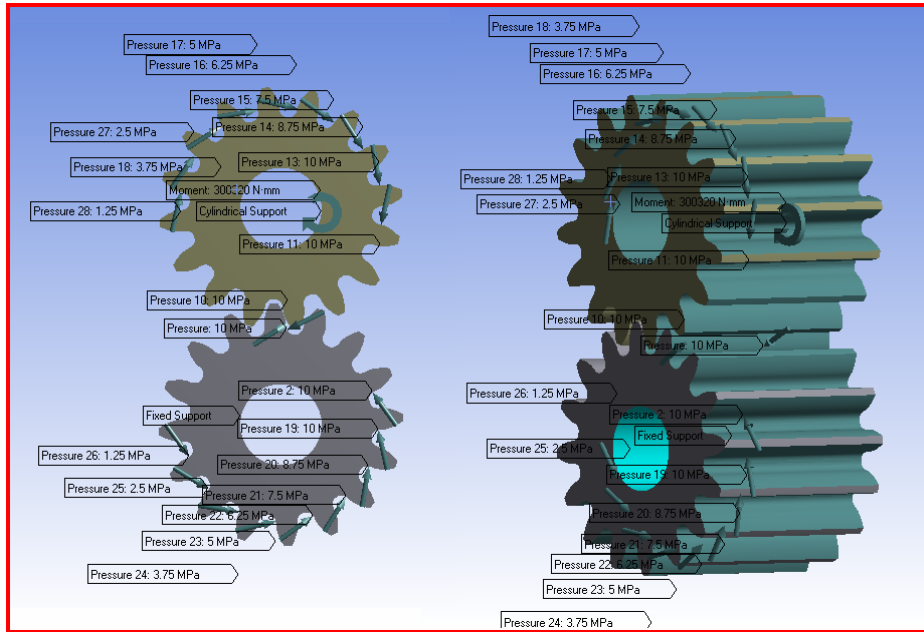 Pressure 17: 5 MPa
Pressure 16: 6.25 MPa
Pressure 15: 7.5 MPa
Pressure 14: 8.75 MPa
Pressure 27: 2.5 MPa
Pressure 13: 10 MPa
Pressure 18: 3.75 MPa
Moment: 300320 N·mm
Pressure 28: 1.25 MPa
Cylindrical Support
Pressure 11: 10 MPa
Pressure 10: 10 MPa
Pressure: 10 MPa
Pressure 2: 10 MPa
Fixed Support
Pressure 19: 10 MPa
Pressure 26: 1.25 MPa
Pressure 20: 8.75 MPa
Pressure 25: 2.5 MPa
Pressure 21: 7.5 MPa
Pressure 22: 6.25 MPa
Pressure 23: 5 MPa
Pressure 24: 3.75 MPa
Pressure 18: 3.75 MPa
Pressure 17: 5 MPa
Pressure 16: 6.25 MPa
Pressure 15: 7.5 MPa
Pressure 14: 8.75 MPa
Pressure 28: 1.25 MPa
Pressure 13: 10 MPa
Pressure 27: 2.5 MPa
Moment: 300320 N·mm
Cylindrical Support
Pressure 11: 10 MPa
Pressure 10: 10 MPa
Pressure: 10 MPa
Pressure 26: 1.25 MPa
Pressure 2: 10 MPa
Fixed Support
Pressure 25: 2.5 MPa
Pressure 19: 10 MPa
Pressure 20: 8.75 MPa
Pressure 21: 7.5 MPa
Pressure 22: 6.25 MPa
Pressure 23: 5 MPa
Pressure 24: 3.75 MPa